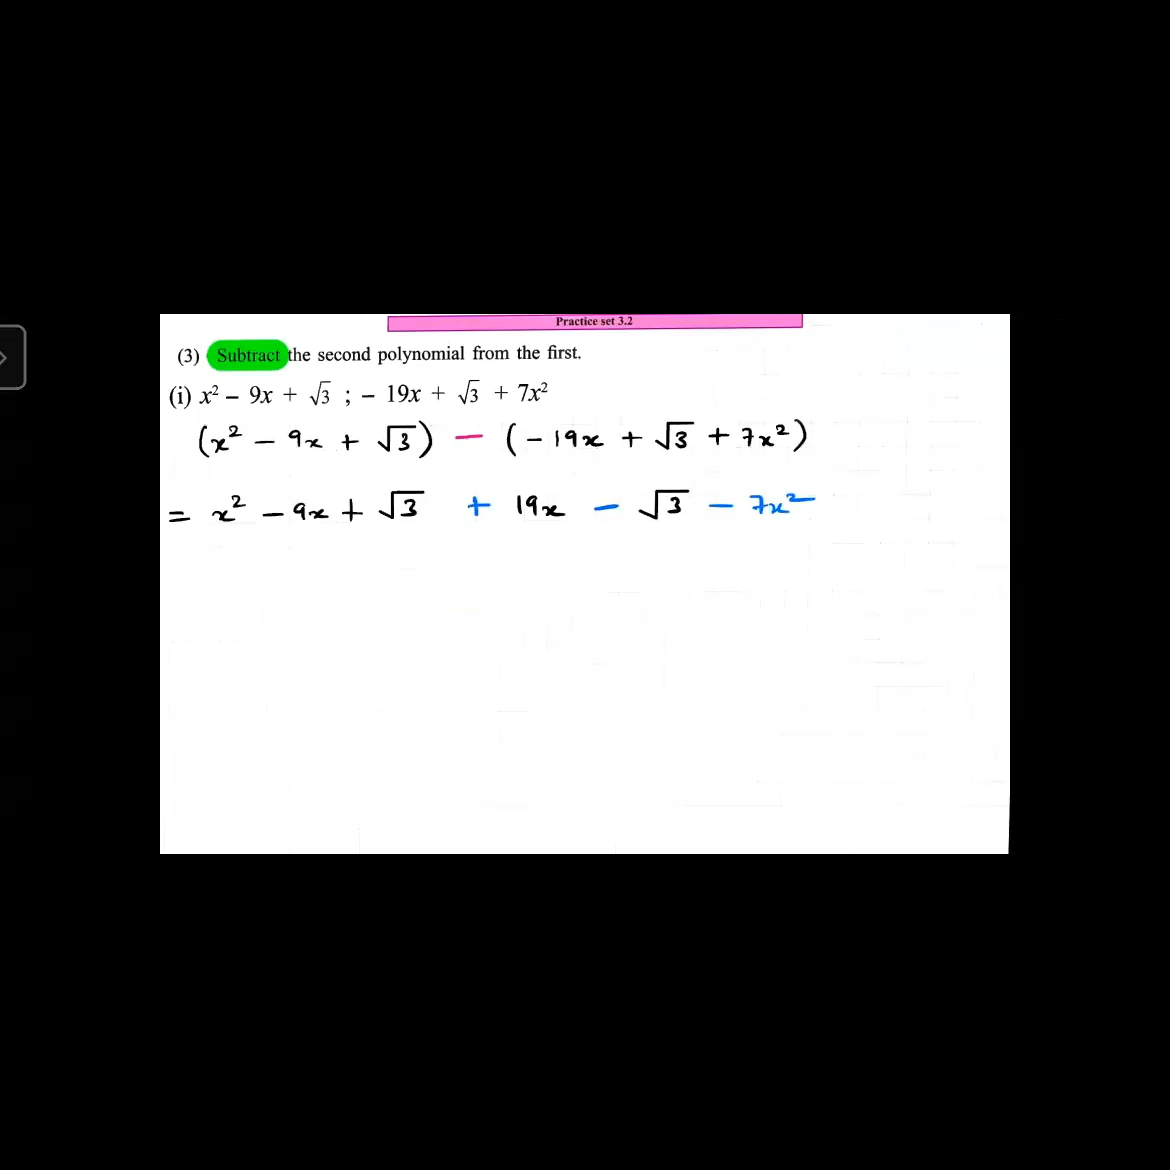 Practice set 3.2
(3) Subtract the second polynomial from the first.
(i) x² − 9x + √3 ; − 19x + √3 + 7x²
(x² − 9x + √3) − (−19x + √3 + 7x²)
= x² − 9x + √3 + 19x − √3 − 7x²